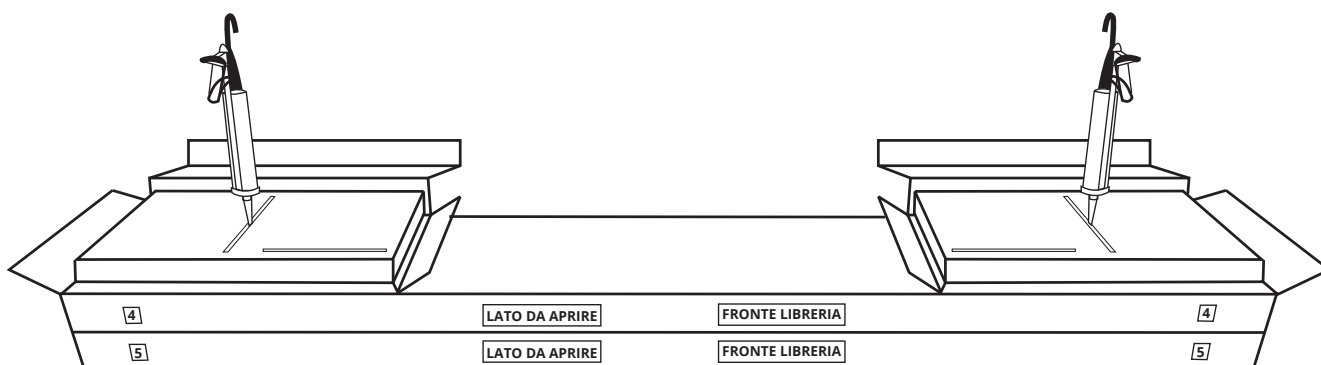 4 LATO DA APRIRE FRONTE LIBRERIA 4
5 LATO DA APRIRE FRONTE LIBRERIA 5